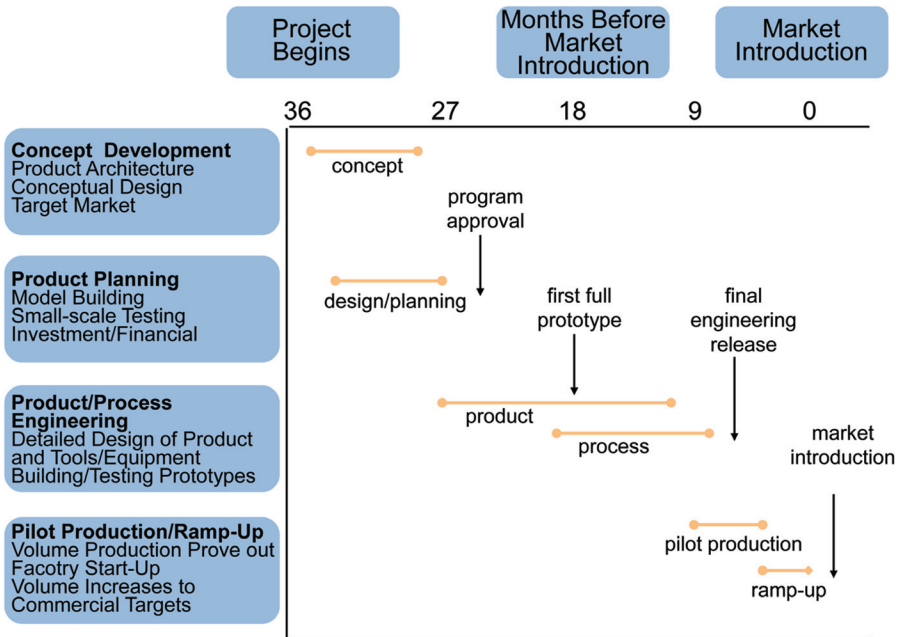 Project
Begins
Months Before
Market
Introduction
Market
Introduction
36
27
18
9
0
Concept Development
Product Architecture
Conceptual Design
Target Market
concept
program
approval
Product Planning
Model Building
Small-scale Testing
Investment/Financial
design/planning
first full
prototype
final
engineering
release
Product/Process
Engineering
Detailed Design of Product
and Tools/Equipment
Building/Testing Prototypes
product
process
market
introduction
Pilot Production/Ramp-Up
Volume Production Prove out
Facotry Start-Up
Volume Increases to
Commercial Targets
pilot production
ramp-up